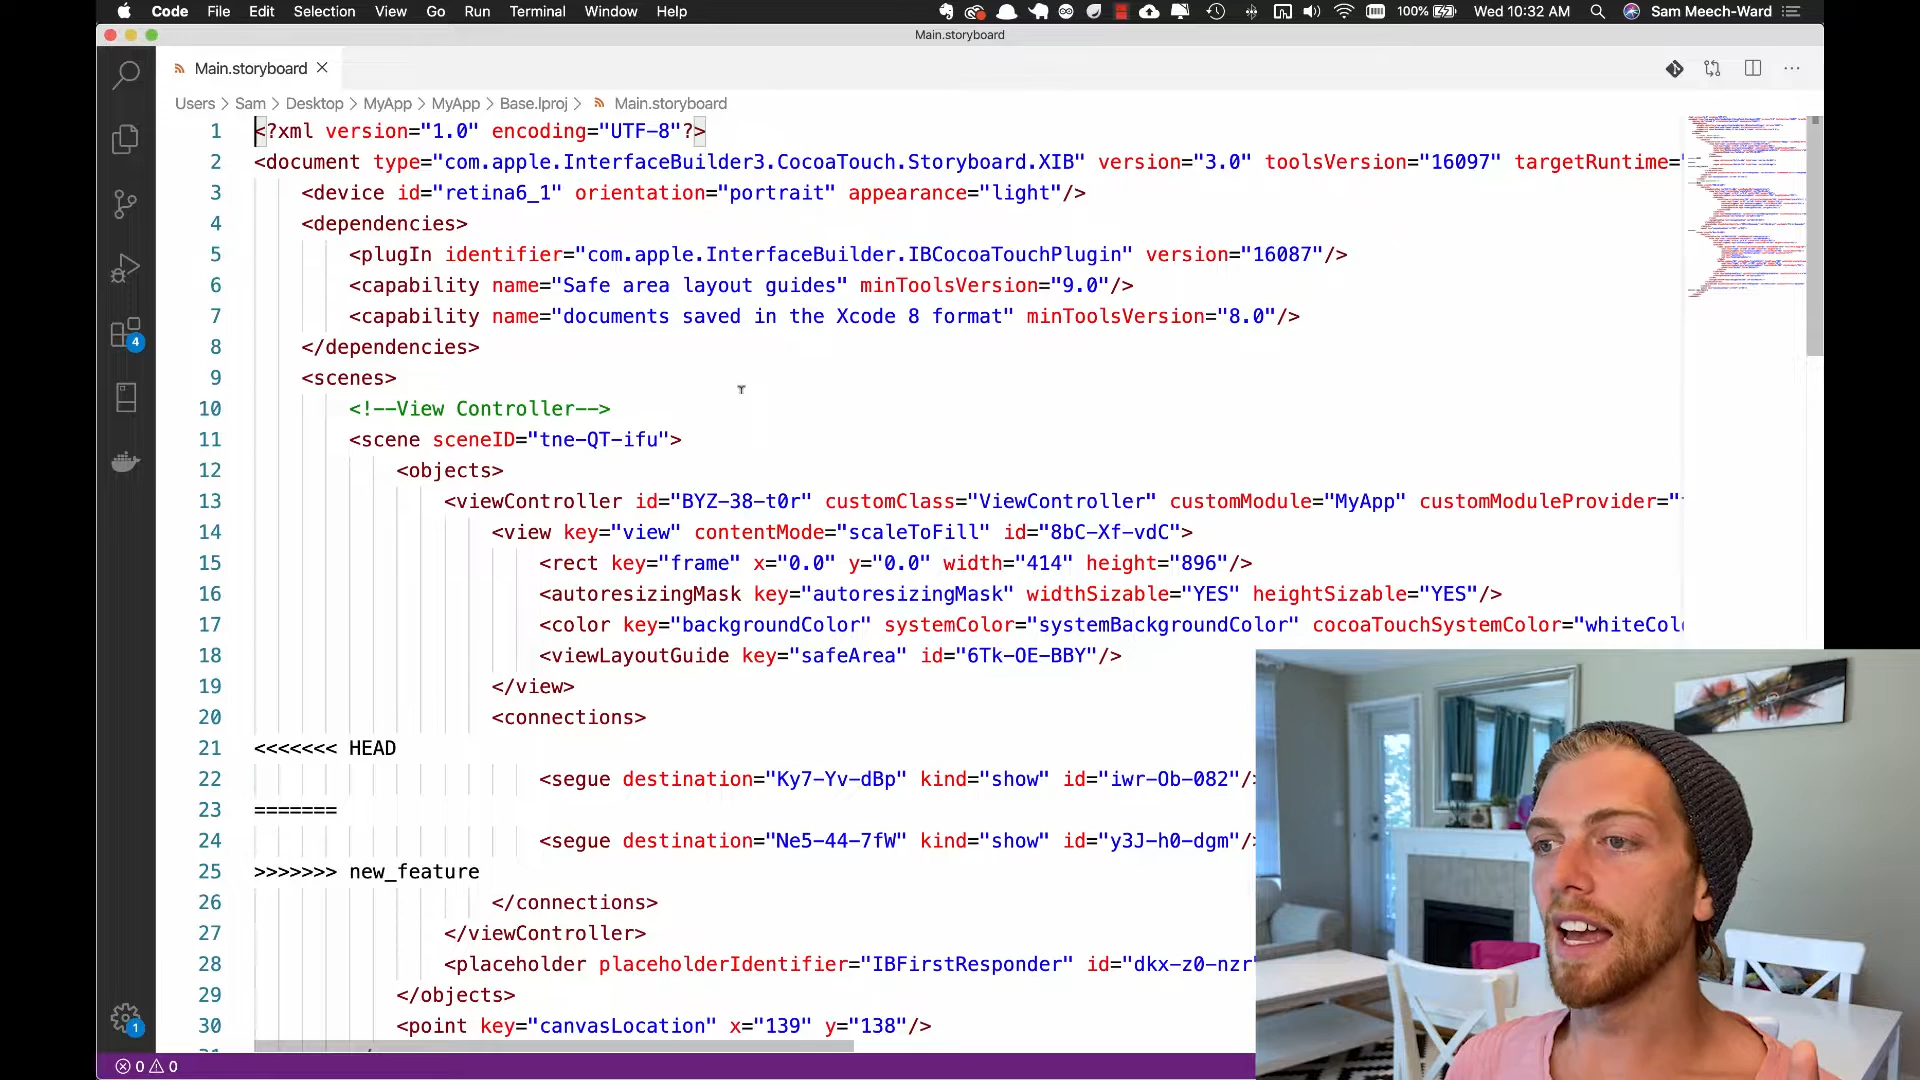 Code File Edit Selection View Go Run Terminal Window Help 100% Wed 10:32 AM Sam Meech-Ward
Main.storyboard
Main.storyboard
Users > Sam > Desktop > MyApp > MyApp > Base.lproj > Main.storyboard
1 <?xml version="1.0" encoding="UTF-8"?>
2 <document type="com.apple.InterfaceBuilder3.CocoaTouch.Storyboard.XIB" version="3.0" toolsVersion="16097" targetRuntime="
3 <device id="retina6_1" orientation="portrait" appearance="light"/>
4 <dependencies>
5 <plugIn identifier="com.apple.InterfaceBuilder.IBCocoaTouchPlugin" version="16087"/>
6 <capability name="Safe area layout guides" minToolsVersion="9.0"/>
7 <capability name="documents saved in the Xcode 8 format" minToolsVersion="8.0"/>
8 </dependencies>
9 <scenes>
10 <!--View Controller-->
11 <scene sceneID="tne-QT-ifu">
12 <objects>
13 <viewController id="BYZ-38-t0r" customClass="ViewController" customModule="MyApp" customModuleProvider="
14 <view key="view" contentMode="scaleToFill" id="8bC-Xf-vdC">
15 <rect key="frame" x="0.0" y="0.0" width="414" height="896"/>
16 <autoresizingMask key="autoresizingMask" widthSizable="YES" heightSizable="YES"/>
17 <color key="backgroundColor" systemColor="systemBackgroundColor" cocoaTouchSystemColor="whiteColo
18 <viewLayoutGuide key="safeArea" id="6Tk-OE-BBY"/>
19 </view>
20 <connections>
21 <<<<<<< HEAD
22 <segue destination="Ky7-Yv-dBp" kind="show" id="iwr-Ob-082"/>
23 =======
24 <segue destination="Ne5-44-7fW" kind="show" id="y3J-h0-dgm"/>
25 >>>>>>> new_feature
26 </connections>
27 </viewController>
28 <placeholder placeholderIdentifier="IBFirstResponder" id="dkx-z0-nzr"
29 </objects>
30 <point key="canvasLocation" x="139" y="138"/>
4
1
0 0